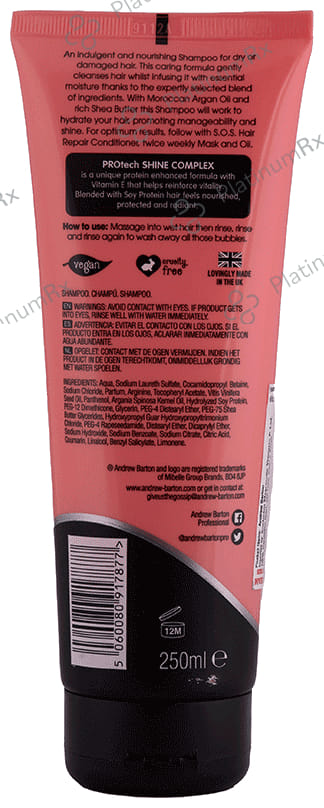 9112A
An indulgent and nourishing Shampoo for dry or
damaged hair. This caring formula gently
cleanses hair whilst infusing it with essential
moisture thanks to the expertly selected blend
of ingredients. With Moroccan Argan Oil and
rich Shea Butter this Shampoo will work to
hydrate your hair, promoting manageability and
shine. For optimum results, follow with S.O.S. Hair
Repair Conditioner, twice weekly Mask and Oil.
PROtech SHINE COMPLEX
is a unique protein enhanced formula with
Vitamin E that helps reinforce vitality.
Blended with Soy Protein hair feels nourished,
protected and radiant.
How to use: Massage into wet hair then rinse, rinse
and rinse again to wash away all those bubbles.
vegan
cruelty free
LOVINGLY MADE
IN THE UK
SHAMPOO. CHAMPÚ. SHAMPOO.
EN WARNINGS: AVOID CONTACT WITH EYES. IF PRODUCT GETS
INTO EYES, RINSE WELL WITH WATER IMMEDIATELY.
ES ADVERTENCIA: EVITAR EL CONTACTO CON LOS OJOS. SI EL
PRODUCTO ENTRA EN LOS OJOS, ACLARAR INMEDIATAMENTE CON
AGUA ABUNDANTE.
NL OPGELET: CONTACT MET DE OGEN VERMIJDEN. INDIEN HET
PRODUCT IN DE OGEN TERECHTKOMT, ONMIDDELLIJK GRONDIG
MET WATER SPOELEN.
INGREDIENTS: Aqua, Sodium Laureth Sulfate, Cocamidopropyl Betaine,
Sodium Chloride, Parfum, Arginine, Tocopheryl Acetate, Vitis Vinifera
Seed Oil, Panthenol, Argania Spinosa Kernel Oil, Hydrolyzed Soy Protein,
PEG-12 Dimethicone, Glycerin, PEG-4 Distearyl Ether, PEG-75 Shea
Butter Glycerides, Hydroxypropyl Guar Hydroxypropyltrimonium
Chloride, PEG-4 Rapeseedamide, Distearyl Ether, Dicaprylyl Ether,
Sodium Hydroxide, Sodium Benzoate, Sodium Citrate, Citric Acid,
Coumarin, Linalool, Benzyl Salicylate, Limonene.
Andrew Barton and logo are registered trademarks
of Mibelle Group Brands, BD4 8JP
www.andrew-barton.com or get in contact at
giveusthegossip@andrew-barton.com
Andrew Barton
Professional
@andrewbartonpro
5 060080 917877 >
12M
250ml e
PlatinumRx